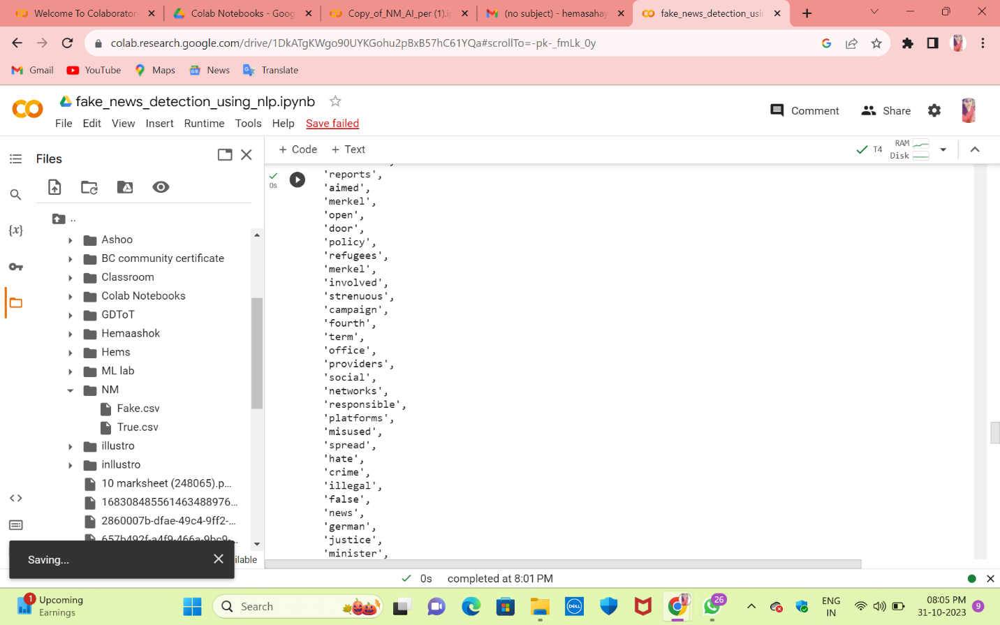 Welcome To Colaborator
Colab Notebooks - Goog
Copy_of_NM_AI_per (1).i
(no subject) - hemasahay
fake_news_detection_usin
colab.research.google.com/drive/1DkATgKWgo90UYKGohu2pBxB57hC61YQa#scrollTo=-pk-_fmLk_0y
Gmail YouTube Maps News Translate
fake_news_detection_using_nlp.ipynb
File Edit View Insert Runtime Tools Help Save failed
Comment Share
Files
+ Code + Text
T4 RAM
Disk
..
Ashoo
BC community certificate
Classroom
Colab Notebooks
GDToT
Hemaashok
Hems
ML lab
NM
Fake.csv
True.csv
illustro
inllustro
10 marksheet (248065).p...
168308485561463488976...
2860007b-dfae-49c4-9ff2-...
657b492f-a4f9-466a-9bc9-...
Saving...
ilable
{x}
0s
'reports',
'aimed',
'merkel',
'open',
'door',
'policy',
'refugees',
'merkel',
'involved',
'strenuous',
'campaign',
'fourth',
'term',
'office',
'providers',
'social',
'networks',
'responsible',
'platforms',
'misused',
'spread',
'hate',
'crime',
'illegal',
'false',
'news',
'german',
'justice',
'minister',
0s completed at 8:01 PM
1 Upcoming
Earnings
Search
DELL
26
ENG
IN
08:05 PM
31-10-2023
9